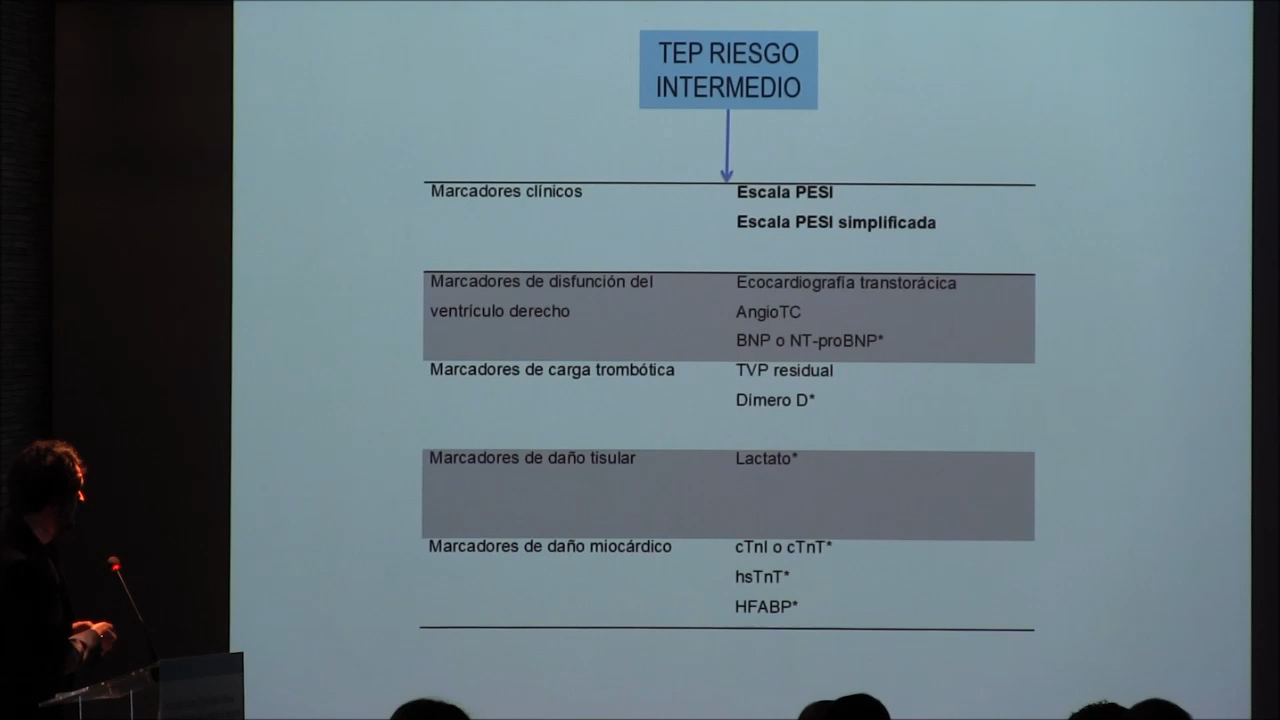 TEP RIESGO
INTERMEDIO
Marcadores clínicos
Escala PESI
Escala PESI simplificada
Marcadores de disfunción del
ventrículo derecho
Ecocardiografía transtorácica
AngioTC
BNP o NT-proBNP*
Marcadores de carga trombótica
TVP residual
Dimero D*
Marcadores de daño tisular
Lactato*
Marcadores de daño miocárdico
cTnI o cTnT*
hsTnT*
HFABP*